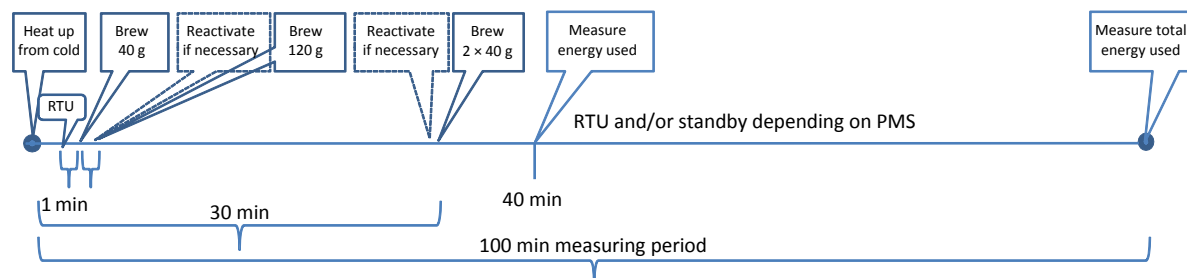 Heat up
from cold
Brew
40 g
Reactivate
if necessary
Brew
120 g
Reactivate
if necessary
Brew
2 × 40 g
Measure
energy used
Measure total
energy used
RTU
RTU and/or standby depending on PMS
1 min
40 min
30 min
100 min measuring period